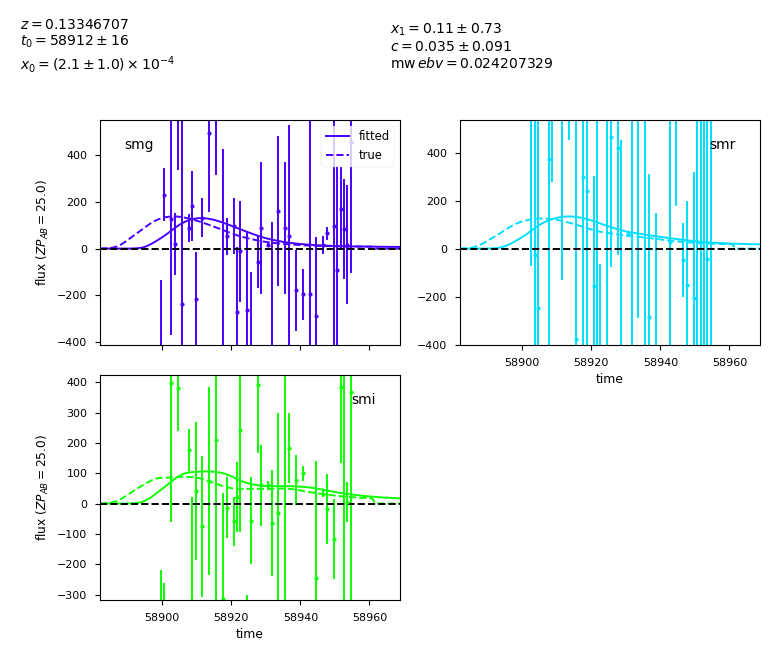 z = 0.13346707
t0 = 58912 ± 16
x0 = (2.1 ± 1.0) × 10^-4
x1 = 0.11 ± 0.73
c = 0.035 ± 0.091
mw ebv = 0.024207329
smg
fitted
true
400
200
0
−200
−400
flux (ZP_AB = 25.0)
smr
400
200
0
−200
−400
58900 58920 58940 58960
time
smi
400
300
200
100
0
−100
−200
−300
flux (ZP_AB = 25.0)
58900 58920 58940 58960
time